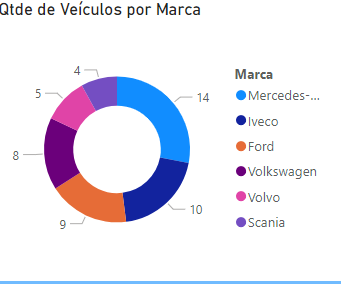 Qtde de Veículos por Marca
4
5
14
8
9
10
Marca
Mercedes-...
Iveco
Ford
Volkswagen
Volvo
Scania